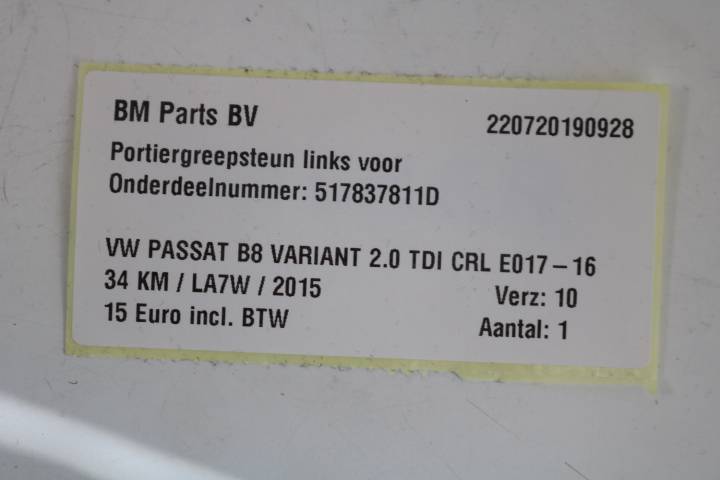 BM Parts BV 220720190928
Portiergreepsteun links voor
Onderdeelnummer: 517837811D
VW PASSAT B8 VARIANT 2.0 TDI CRL E017-16
34 KM / LA7W / 2015 Verz: 10
15 Euro incl. BTW Aantal: 1